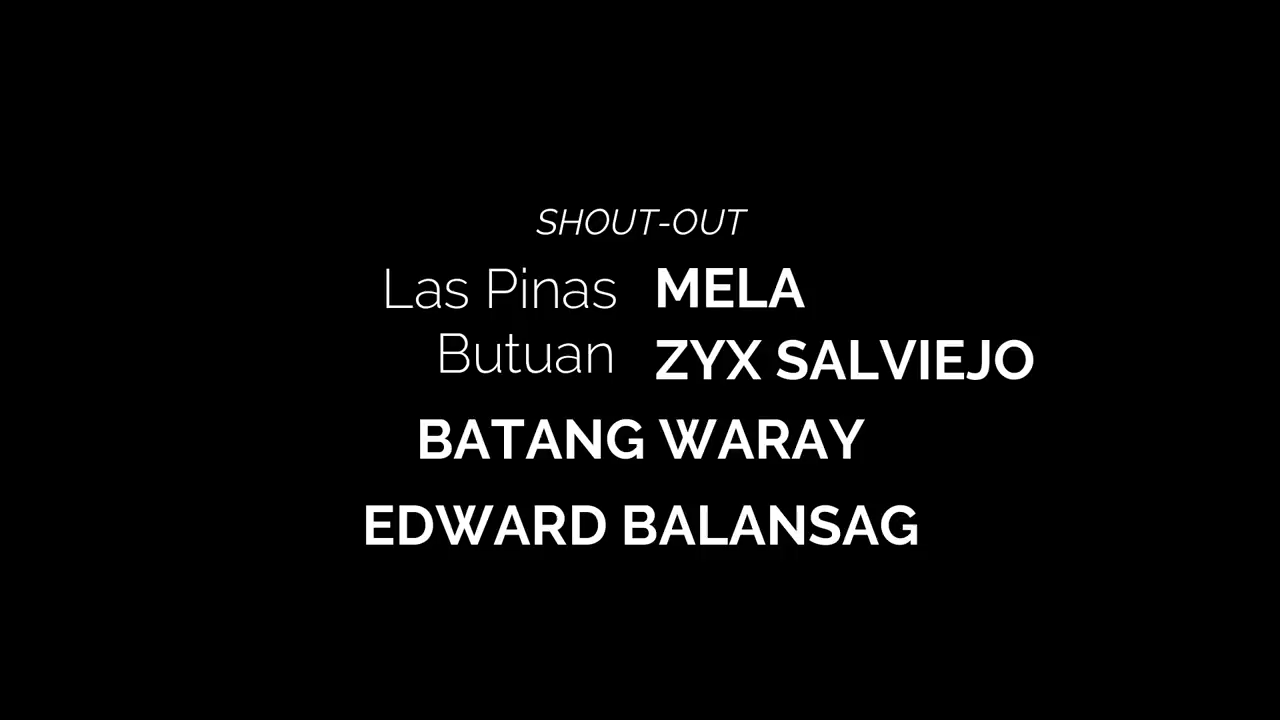 SHOUT-OUT
Las Pinas MELA
Butuan ZYX SALVIEJO
BATANG WARAY
EDWARD BALANSAG